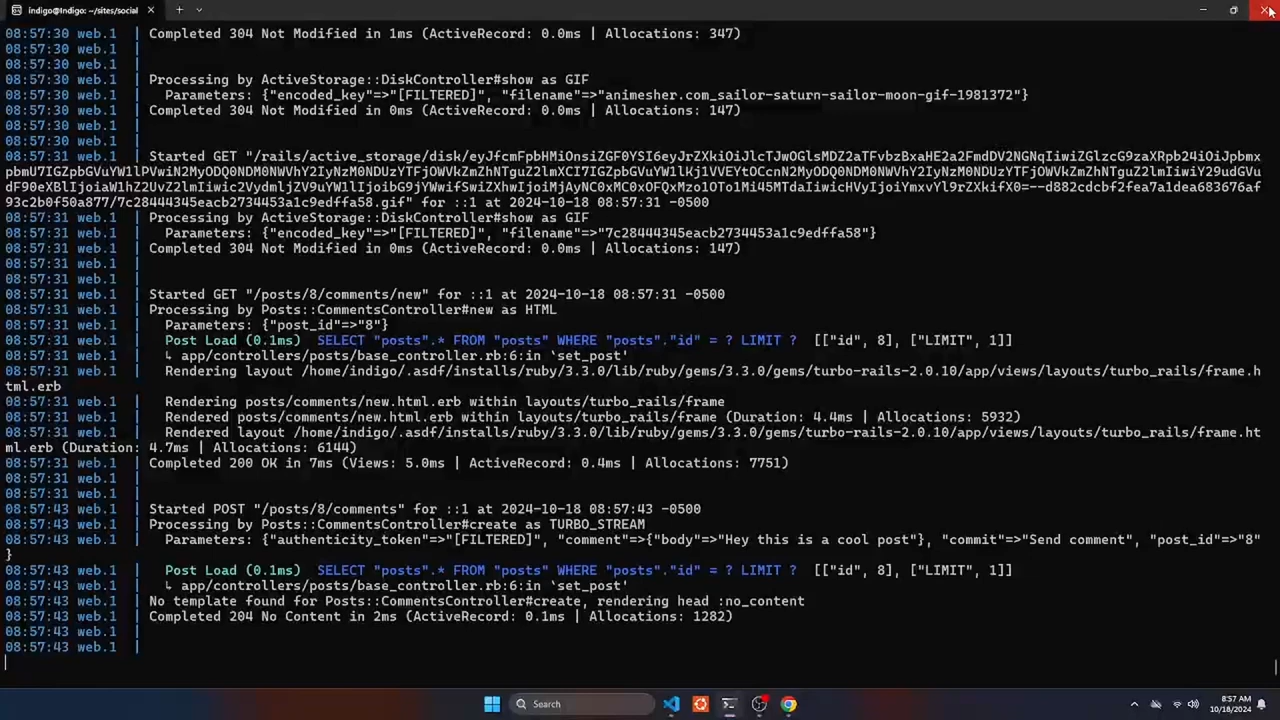 indigo@Indigo: ~/sites/social
08:57:30 web.1 | Completed 304 Not Modified in 1ms (ActiveRecord: 0.0ms | Allocations: 347)
08:57:30 web.1 |
08:57:30 web.1 |
08:57:30 web.1 | Processing by ActiveStorage::DiskController#show as GIF
08:57:30 web.1 | Parameters: {"encoded_key"=>"[FILTERED]", "filename"=>"animesher.com_sailor-saturn-sailor-moon-gif-1981372"}
08:57:30 web.1 | Completed 304 Not Modified in 0ms (ActiveRecord: 0.0ms | Allocations: 147)
08:57:30 web.1 |
08:57:30 web.1 |
08:57:31 web.1 | Started GET
93c2b0f50a877/7c28444345eacb2734453a1c9edffa58.gif" for ::1 at 2024-10-18 08:57:31 -0500
08:57:31 web.1 | Processing by ActiveStorage::DiskController#show as GIF
08:57:31 web.1 | Parameters: {"encoded_key"=>"[FILTERED]", "filename"=>"7c28444345eacb2734453a1c9edffa58"}
08:57:31 web.1 | Completed 304 Not Modified in 0ms (ActiveRecord: 0.0ms | Allocations: 147)
08:57:31 web.1 |
08:57:31 web.1 |
08:57:31 web.1 | Started GET "/posts/8/comments/new" for ::1 at 2024-10-18 08:57:31 -0500
08:57:31 web.1 | Processing by Posts::CommentsController#new as HTML
08:57:31 web.1 | Parameters: {"post_id"=>"8"}
08:57:31 web.1 | Post Load (0.1ms) SELECT "posts".* FROM "posts" WHERE "posts"."id" = ? LIMIT ? [["id", 8], ["LIMIT", 1]]
08:57:31 web.1 | ↳ app/controllers/posts/base_controller.rb:6:in `set_post'
08:57:31 web.1 | Rendering layout /home/indigo/.asdf/installs/ruby/3.3.0/lib/ruby/gems/3.3.0/gems/turbo-rails-2.0.10/app/views/layouts/turbo_rails/frame.h
tml.erb
08:57:31 web.1 | Rendering posts/comments/new.html.erb within layouts/turbo_rails/frame
08:57:31 web.1 | Rendered posts/comments/new.html.erb within layouts/turbo_rails/frame (Duration: 4.4ms | Allocations: 5932)
08:57:31 web.1 | Rendered layout /home/indigo/.asdf/installs/ruby/3.3.0/lib/ruby/gems/3.3.0/gems/turbo-rails-2.0.10/app/views/layouts/turbo_rails/frame.ht
ml.erb (Duration: 4.7ms | Allocations: 6144)
08:57:31 web.1 | Completed 200 OK in 7ms (Views: 5.0ms | ActiveRecord: 0.4ms | Allocations: 7751)
08:57:31 web.1 |
08:57:31 web.1 |
08:57:43 web.1 | Started POST "/posts/8/comments" for ::1 at 2024-10-18 08:57:43 -0500
08:57:43 web.1 | Processing by Posts::CommentsController#create as TURBO_STREAM
08:57:43 web.1 | Parameters: {"authenticity_token"=>"[FILTERED]", "comment"=>{"body"=>"Hey this is a cool post"}, "commit"=>"Send comment", "post_id"=>"8"
}
08:57:43 web.1 | Post Load (0.1ms) SELECT "posts".* FROM "posts" WHERE "posts"."id" = ? LIMIT ? [["id", 8], ["LIMIT", 1]]
08:57:43 web.1 | ↳ app/controllers/posts/base_controller.rb:6:in `set_post'
08:57:43 web.1 | No template found for Posts::CommentsController#create, rendering head :no_content
08:57:43 web.1 | Completed 204 No Content in 2ms (ActiveRecord: 0.1ms | Allocations: 1282)
08:57:43 web.1 |
08:57:43 web.1 |
Search
8:57 AM
10/18/2024